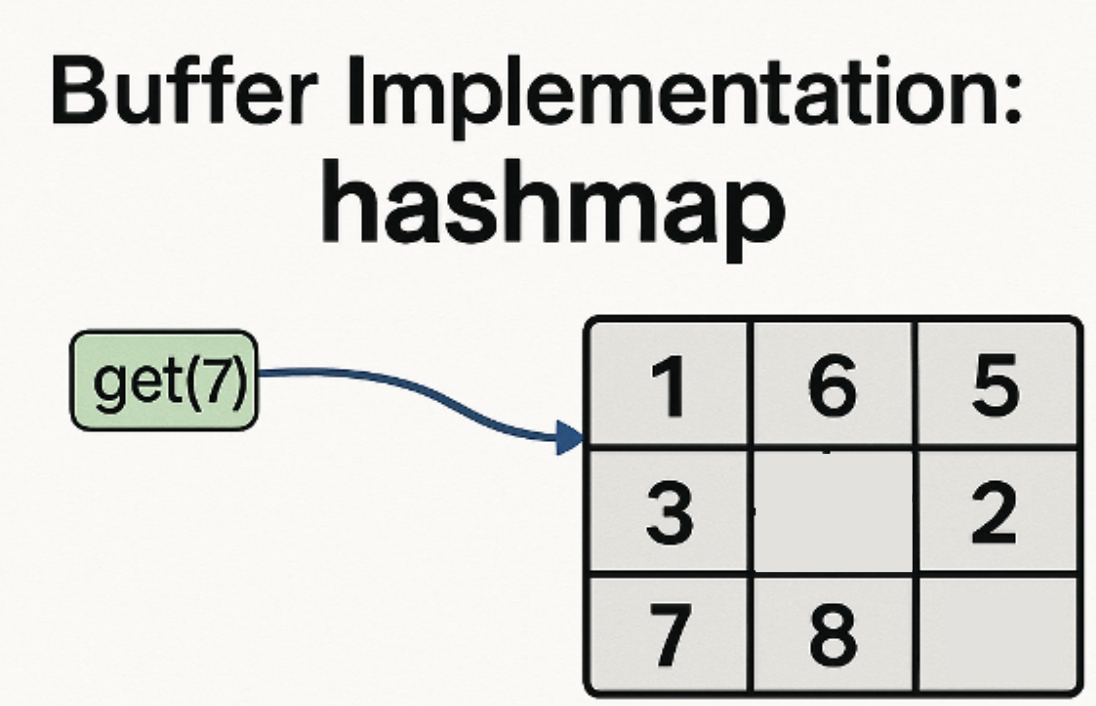 Buffer Implementation:
hashmap
get(7)
1 6 5
3 2
7 8